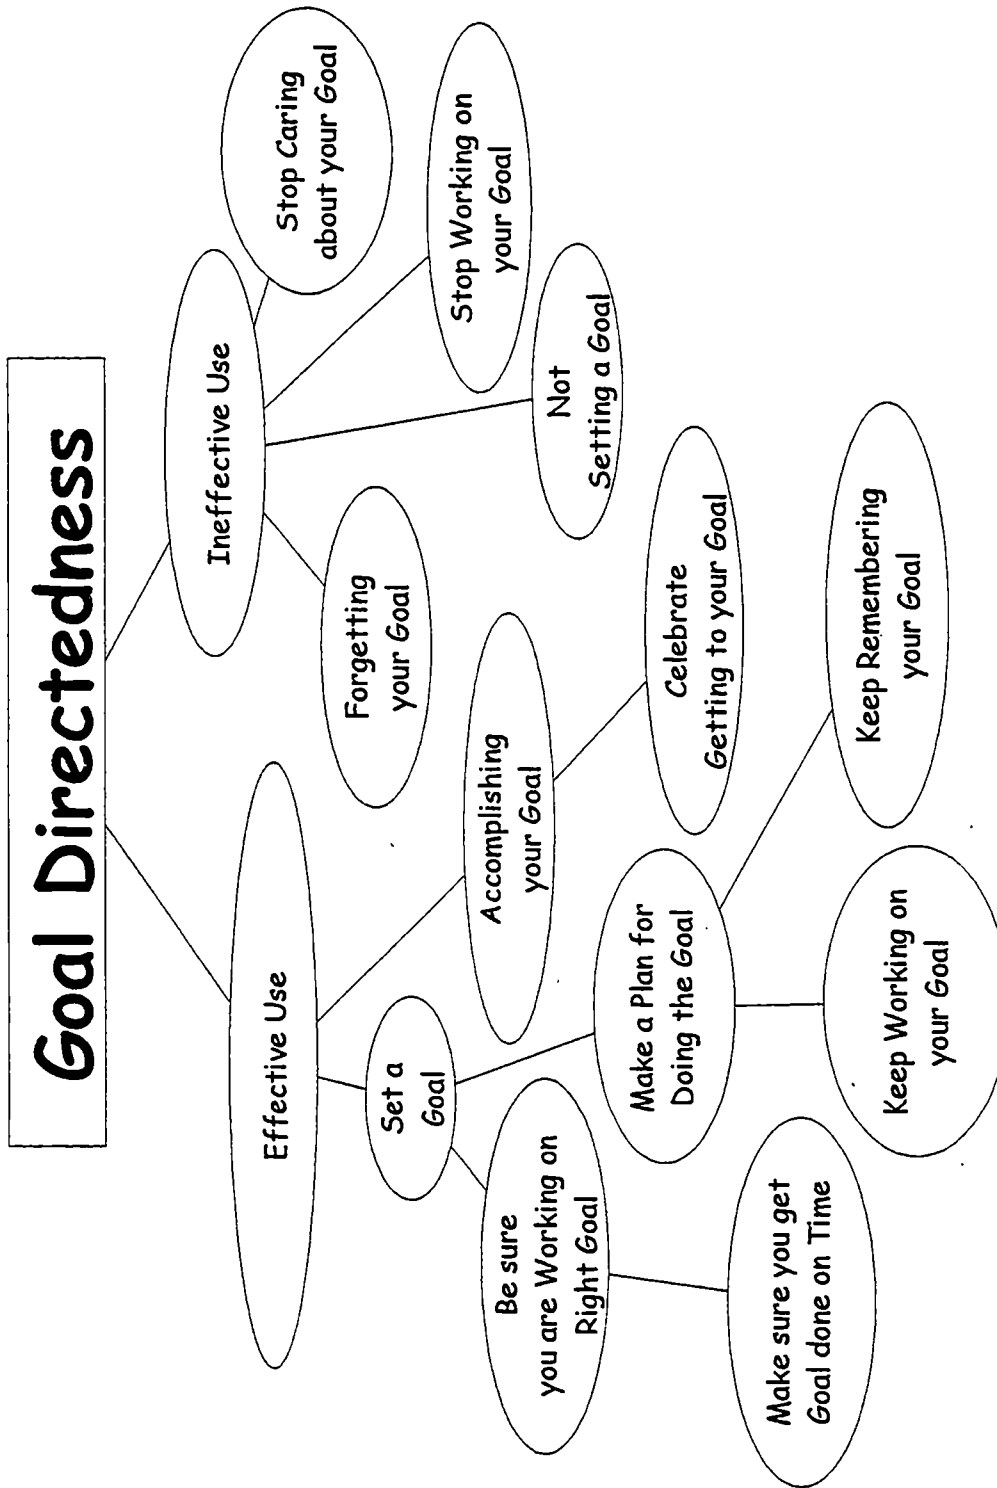 Goal Directedness
Effective Use
Ineffective Use
Set a
Goal
Accomplishing
your Goal
Forgetting
your Goal
Not
Setting a Goal
Stop Working on
your Goal
Stop Caring
about your Goal
Be sure
you are Working on
Right Goal
Make a Plan for
Doing the Goal
Celebrate
Getting to your Goal
Make sure you get
Goal done on Time
Keep Working on
your Goal
Keep Remembering
your Goal